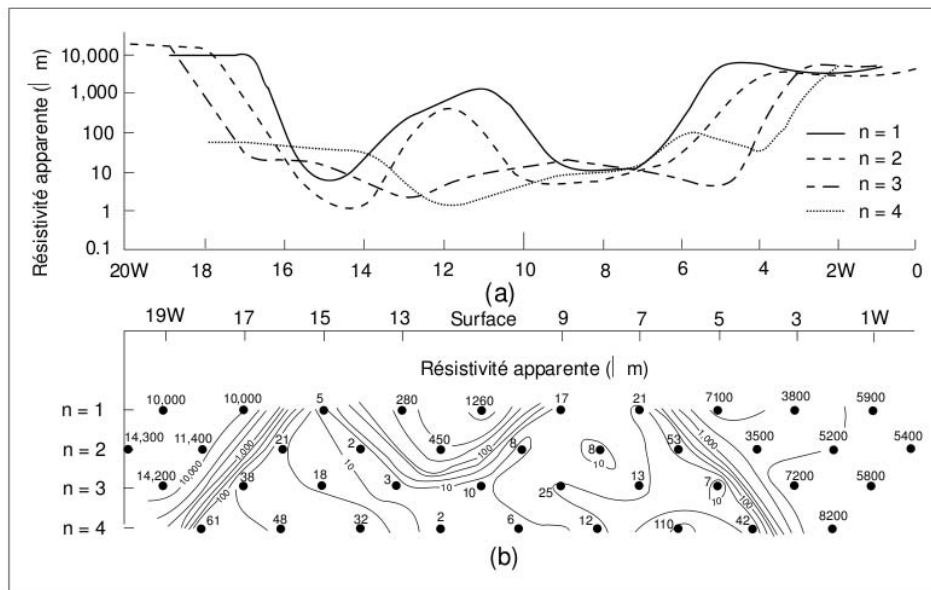 Résistivité apparente (| m)
10,000
1,000
100
10
1
0.1
n = 1
n = 2
n = 3
n = 4
20W 18 16 14 12 10 8 6 4 2W 0
(a)
19W 17 15 13 Surface 9 7 5 3 1W
Résistivité apparente (| m)
n = 1 10,000 10,000 5 280 1260 17 21 7100 3800 5900
n = 2 14,300 11,400 21 2 450 8 8 53 3500 5200 5400
10,000 1,000 100 10 1,000
n = 3 14,200 38 18 3 10 25 13 7 7200 5800
100 10 10 100
n = 4 61 48 32 2 6 12 110 42 8200
(b)